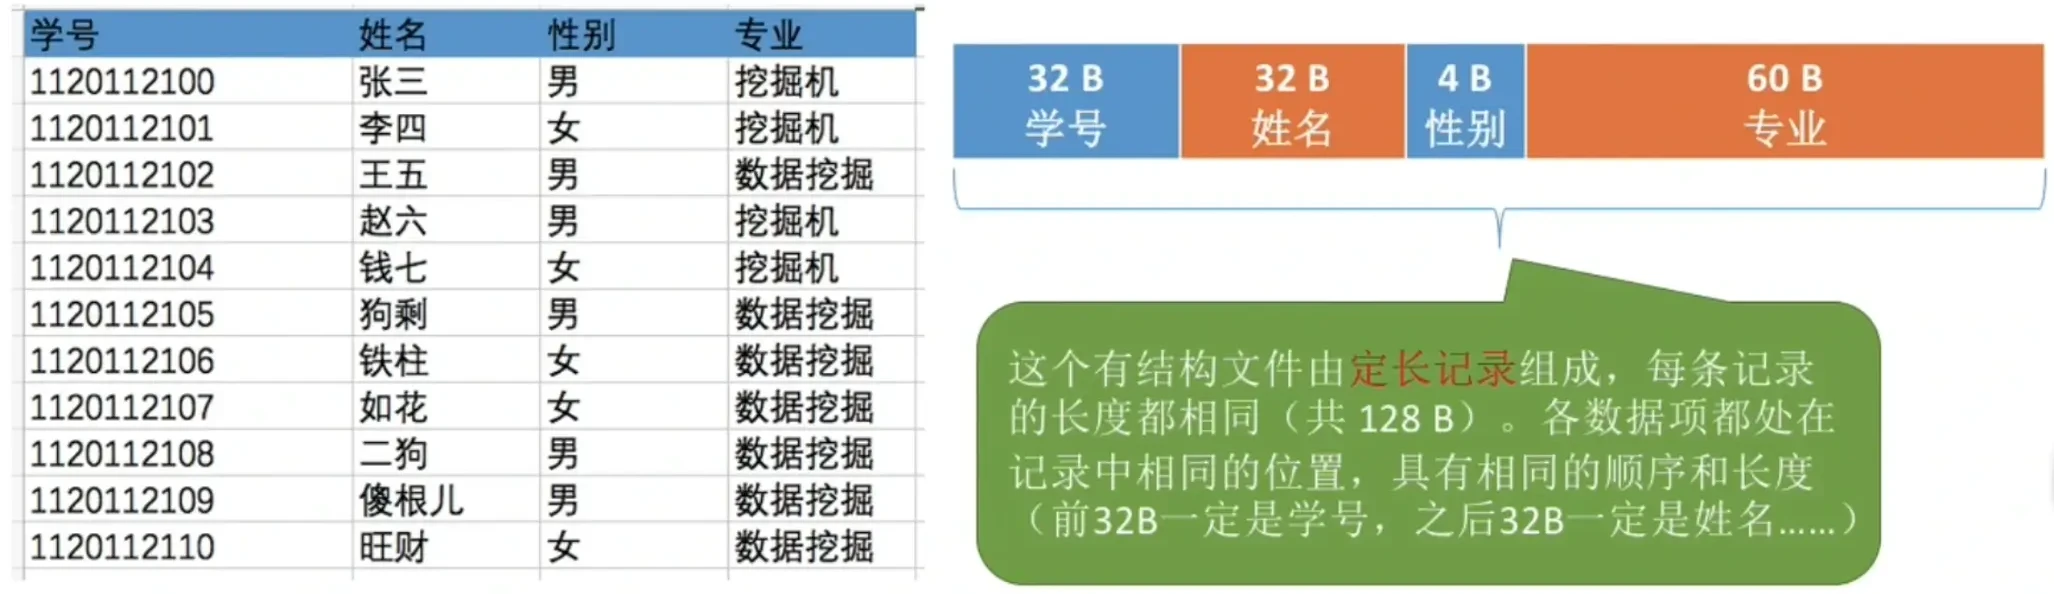 学号 姓名 性别 专业
1120112100 张三 男 挖掘机
1120112101 李四 女 挖掘机
1120112102 王五 男 数据挖掘
1120112103 赵六 男 挖掘机
1120112104 钱七 女 挖掘机
1120112105 狗剩 男 数据挖掘
1120112106 铁柱 女 数据挖掘
1120112107 如花 女 数据挖掘
1120112108 二狗 男 数据挖掘
1120112109 傻根儿 男 数据挖掘
1120112110 旺财 女 数据挖掘
32 B 32 B 4 B 60 B
学号 姓名 性别 专业
这个有结构文件由定长记录组成，每条记录
的长度都相同（共 128 B）。各数据项都处在
记录中相同的位置，具有相同的顺序和长度
（前32B一定是学号，之后32B一定是姓名……）